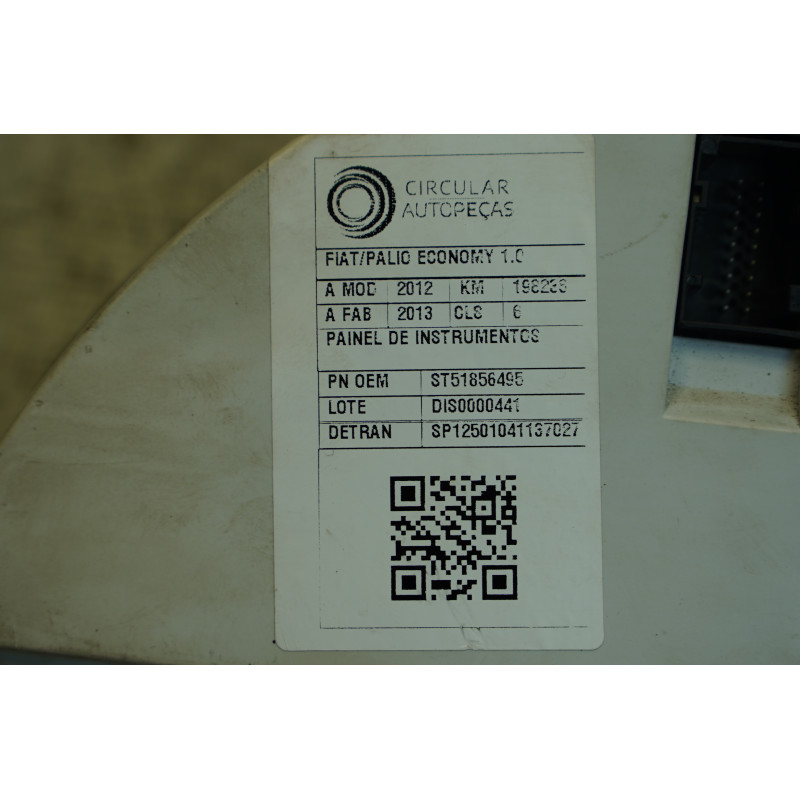 CIRCULAR
AUTOPEÇAS
FIAT/PALIO ECONOMY 1.0
A MOD 2012 KM 198236
A FAB 2013 CLS 6
PAINEL DE INSTRUMENTOS
PN OEM ST51856495
LOTE DIS0000441
DETRAN SP12501041137027